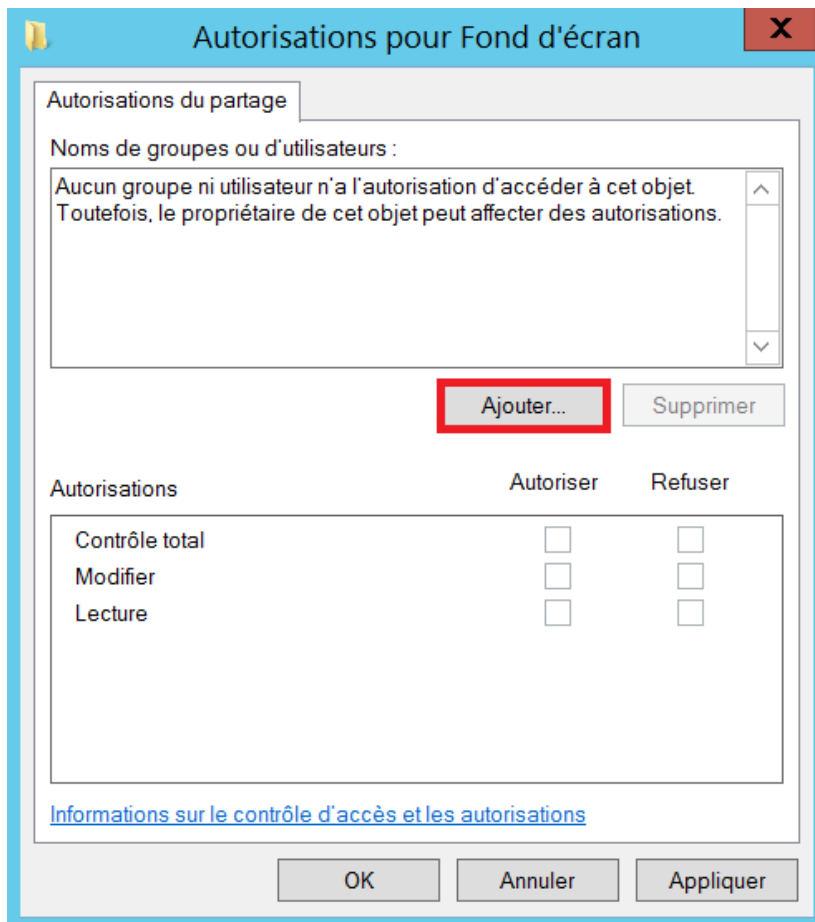 Autorisations pour Fond d'écran
X
Autorisations du partage
Noms de groupes ou d'utilisateurs :
Aucun groupe ni utilisateur n'a l'autorisation d'accéder à cet objet.
Toutefois, le propriétaire de cet objet peut affecter des autorisations.
Ajouter... Supprimer
Autorisations Autoriser Refuser
Contrôle total
Modifier
Lecture
Informations sur le contrôle d'accès et les autorisations
OK Annuler Appliquer